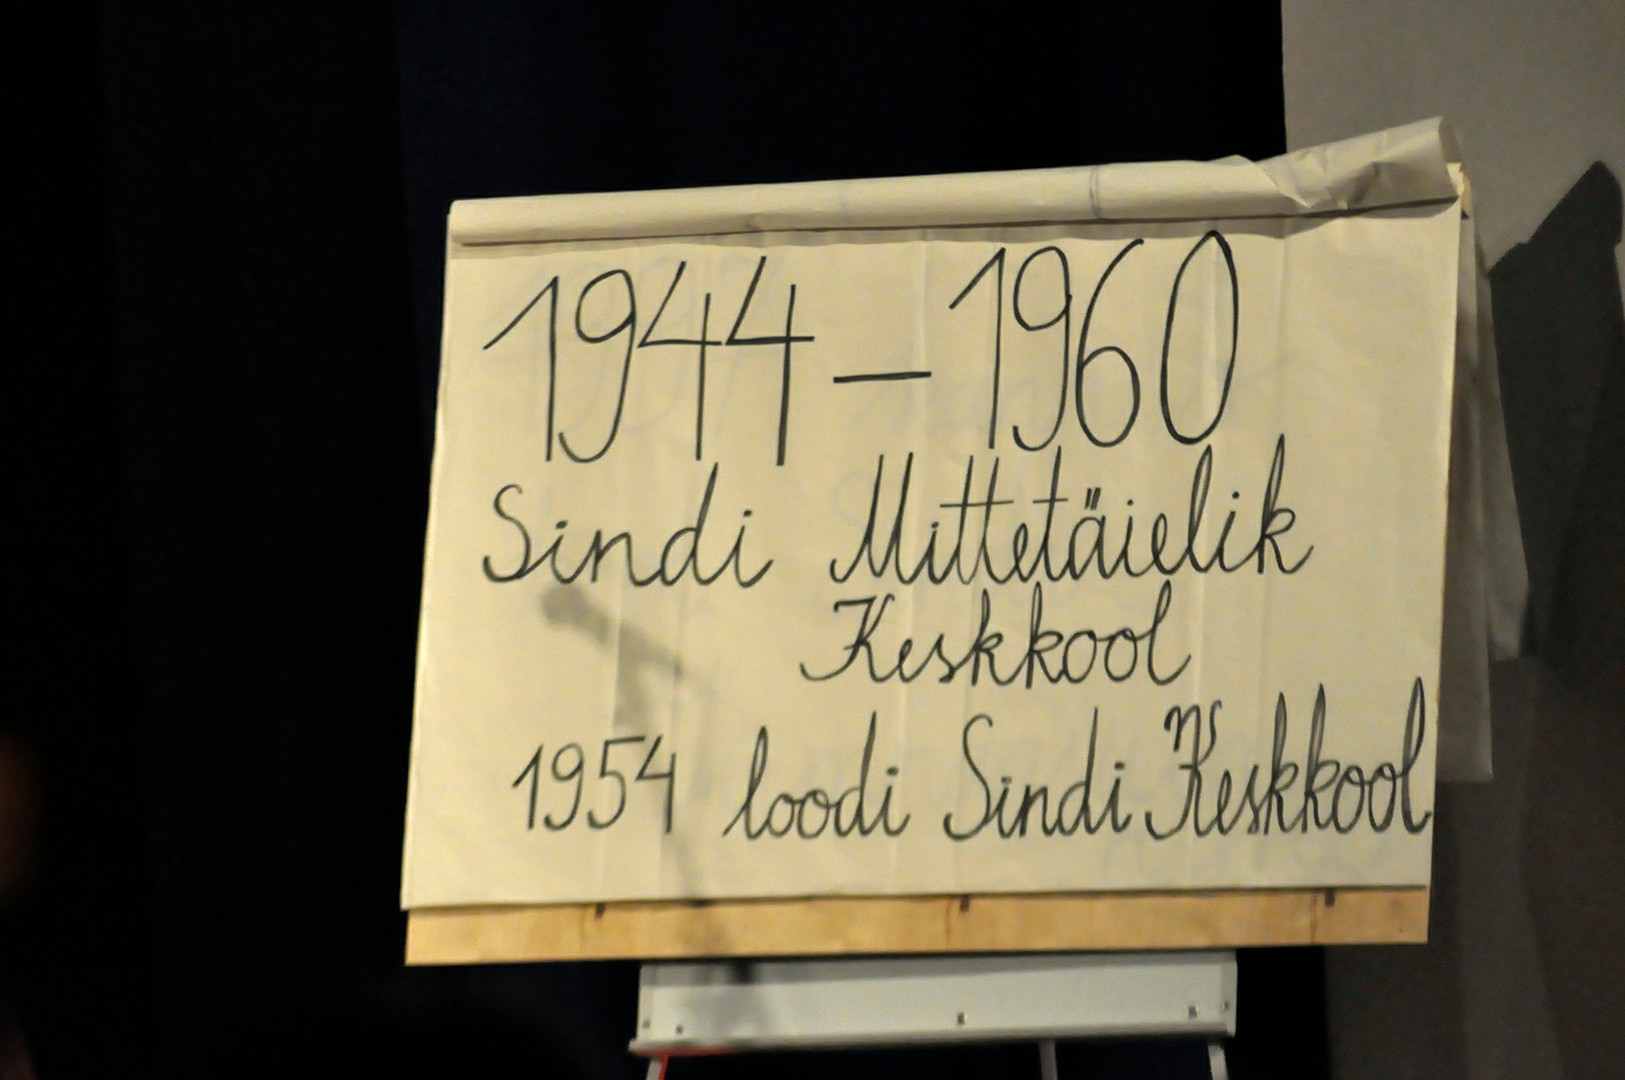 1944 – 1960
Sindi Mittetäielik
Keskkool
1954 loodi Sindi Keskkool